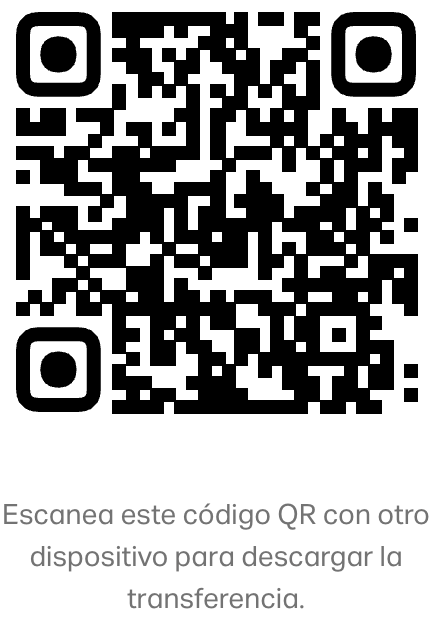 Escanea este código QR con otro
dispositivo para descargar la
transferencia.